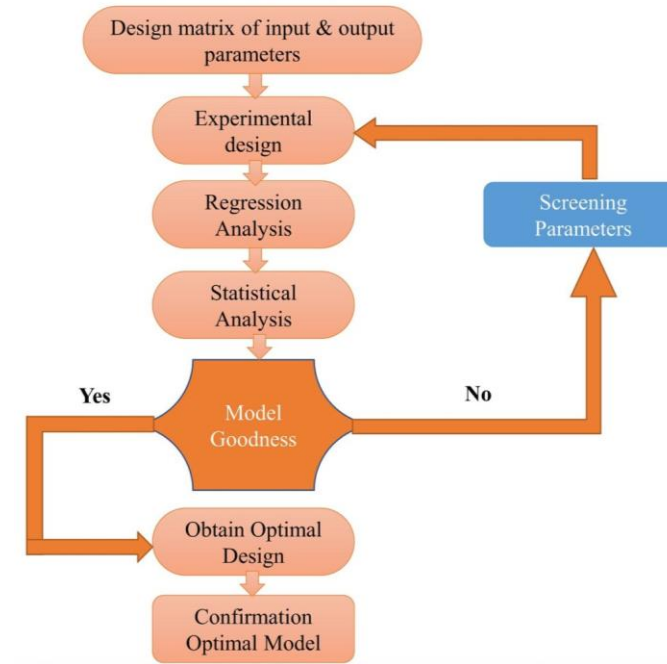 Design matrix of input & output
parameters
Experimental
design
Regression
Analysis
Screening
Parameters
Statistical
Analysis
Yes
No
Model
Goodness
Obtain Optimal
Design
Confirmation
Optimal Model